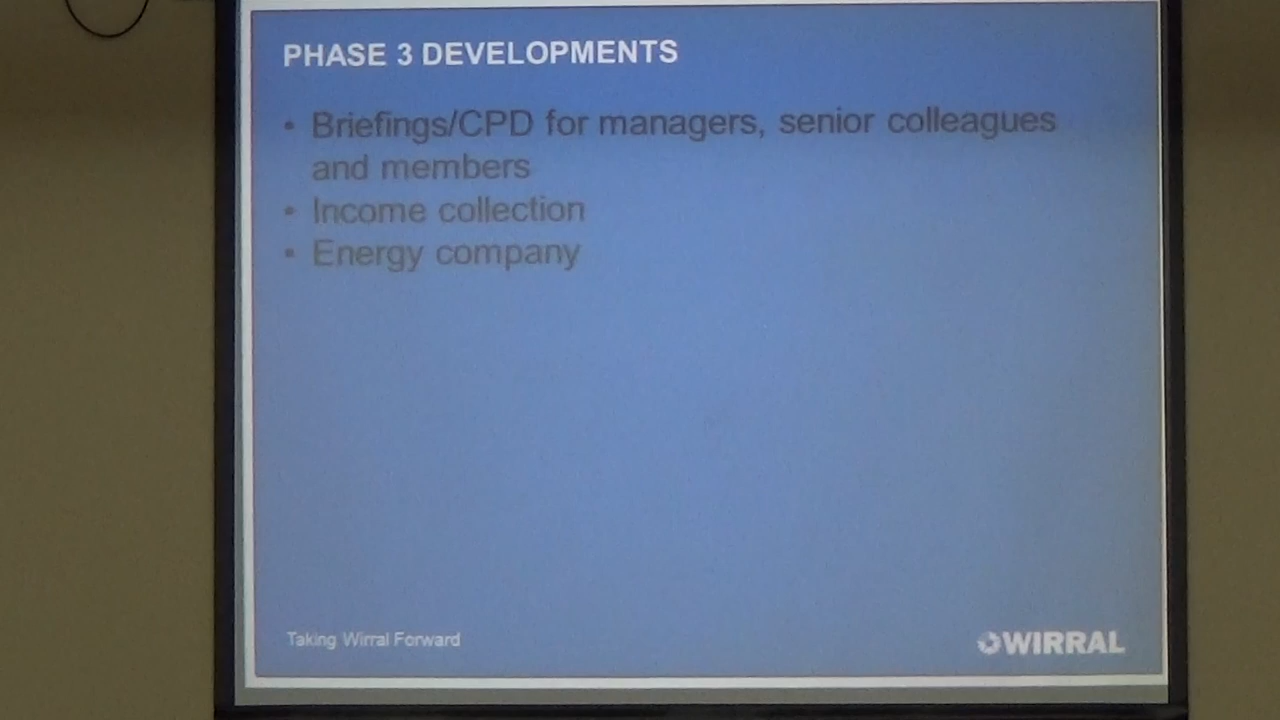 PHASE 3 DEVELOPMENTS
• Briefings/CPD for managers, senior colleagues
and members
• Income collection
• Energy company
Taking Wirral Forward
WIRRAL